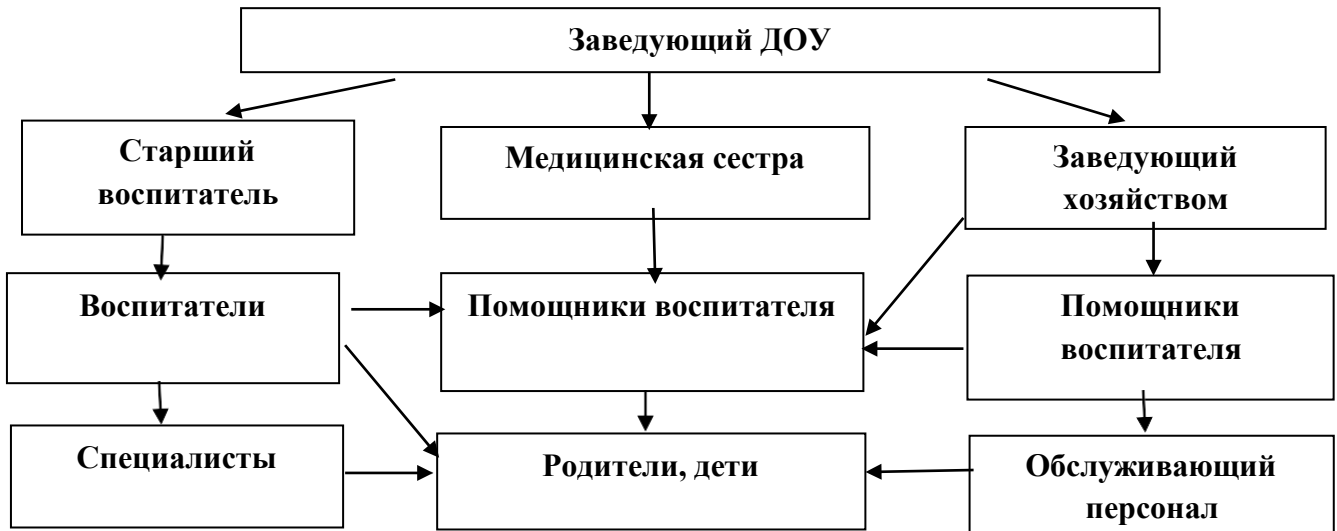 Заведующий ДОУ
Старший
воспитатель
Медицинская сестра
Заведующий
хозяйством
Воспитатели
Помощники воспитателя
Помощники
воспитателя
Специалисты
Родители, дети
Обслуживающий
персонал